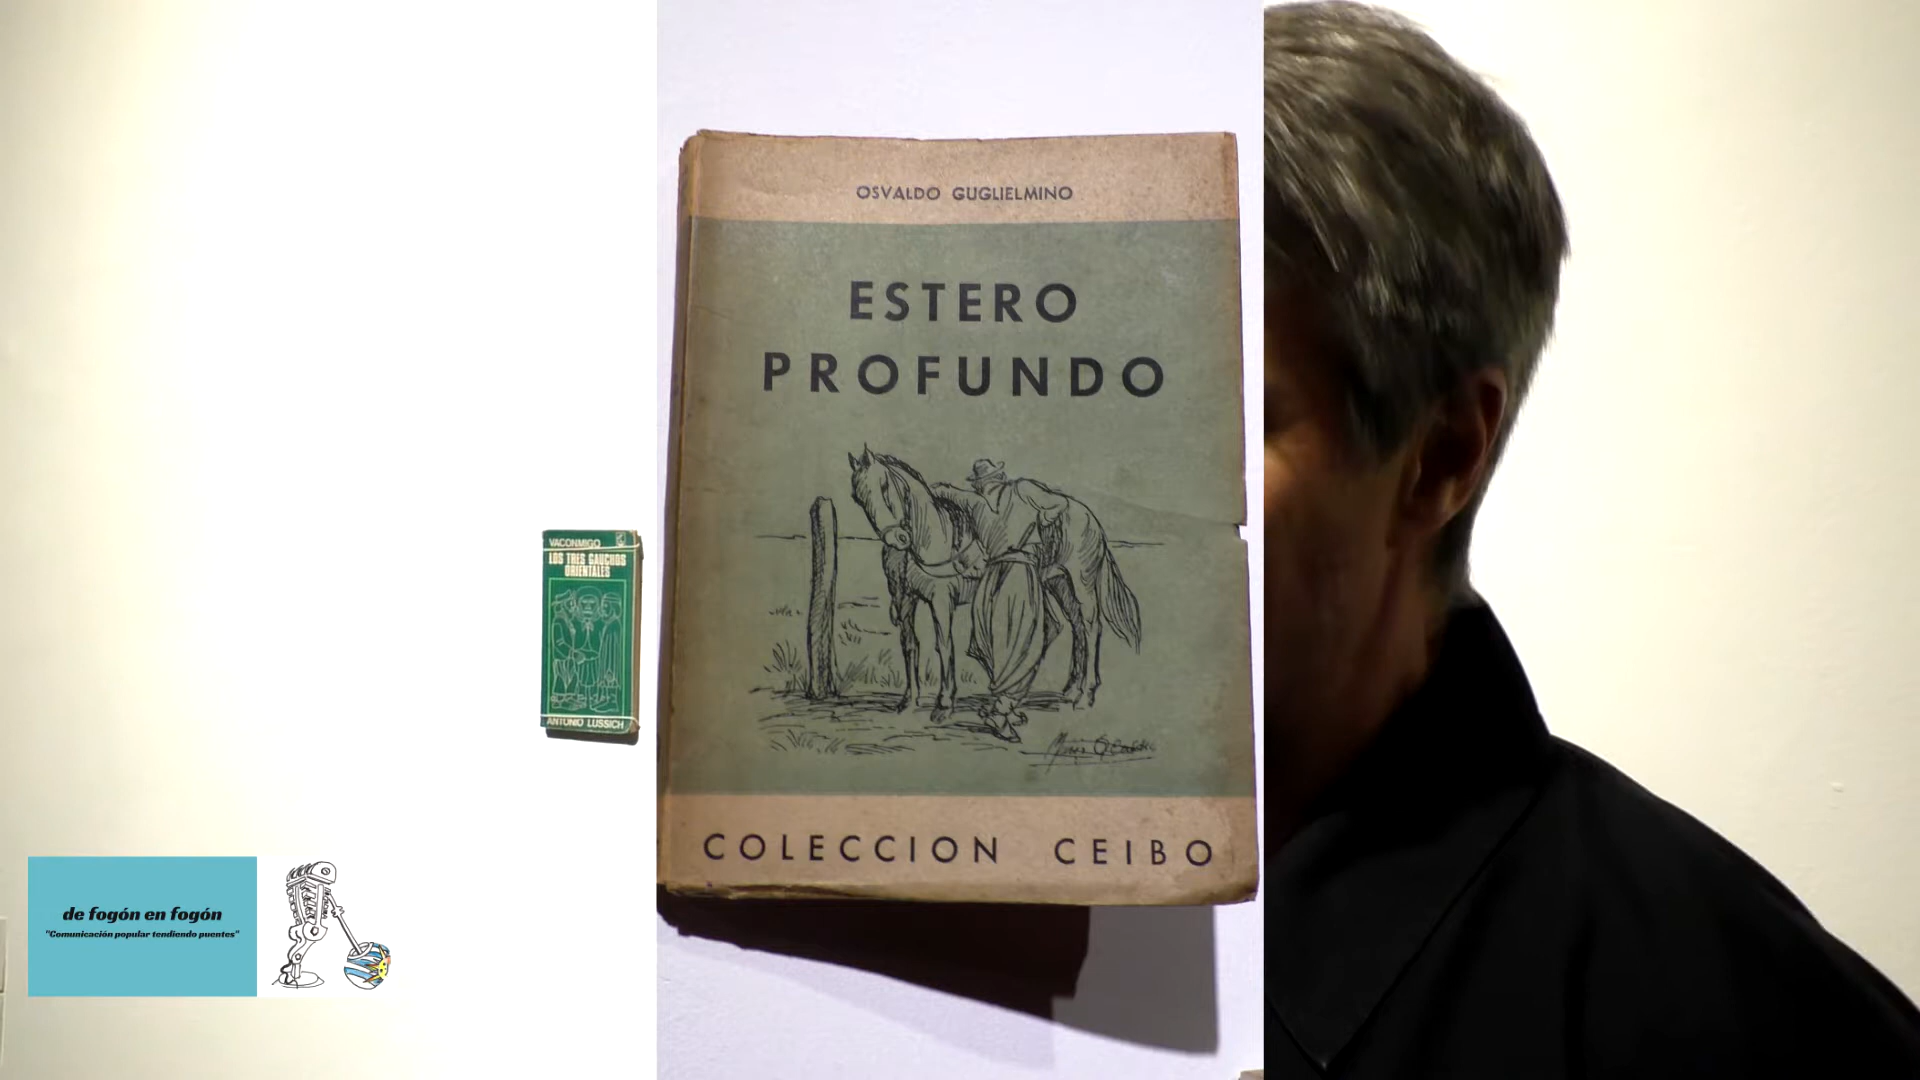 OSVALDO GUGLIELMINO
ESTERO
PROFUNDO
COLECCION CEIBO
VACONMIGO
LOS TRES GAUCHOS
ORIENTALES
ANTONIO LUSSICH
de fogón en fogón
"Comunicación popular tendiendo puentes"